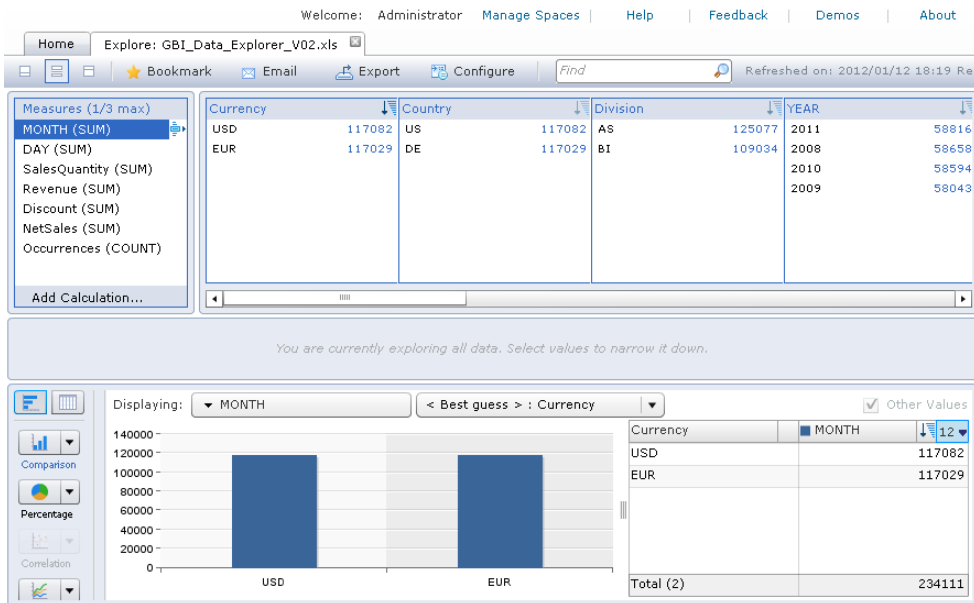 Welcome: Administrator Manage Spaces | Help | Feedback | Demos | About
Home Explore: GBI_Data_Explorer_V02.xls
Bookmark Email Export Configure Find Refreshed on: 2012/01/12 18:19 Re
Measures (1/3 max) Currency Country Division YEAR
MONTH (SUM) USD 117082 US 117082 AS 125077 2011 58816
DAY (SUM) EUR 117029 DE 117029 BI 109034 2008 58658
SalesQuantity (SUM) 2010 58594
Revenue (SUM) 2009 58043
Discount (SUM)
NetSales (SUM)
Occurrences (COUNT)
Add Calculation...
You are currently exploring all data. Select values to narrow it down.
Displaying: MONTH < Best guess > : Currency Other Values
Comparison
Percentage
Correlation
140000
120000
100000
80000
60000
40000
20000
0
USD EUR
Currency MONTH 12
USD 117082
EUR 117029
Total (2) 234111